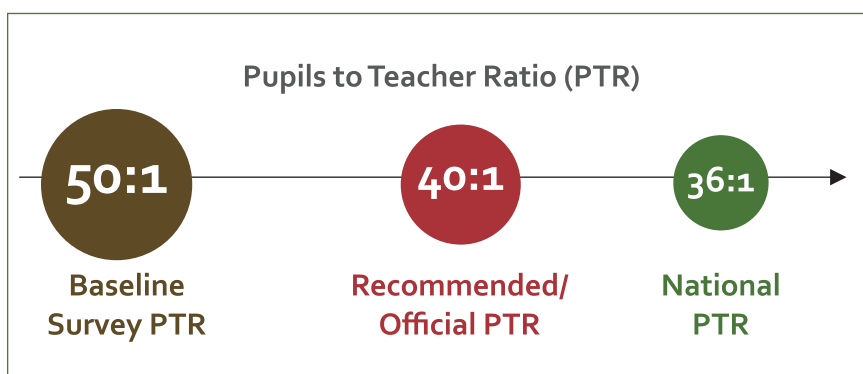 Pupils to Teacher Ratio (PTR)
50:1
40:1
36:1
Baseline
Survey PTR
Recommended/
Official PTR
National
PTR